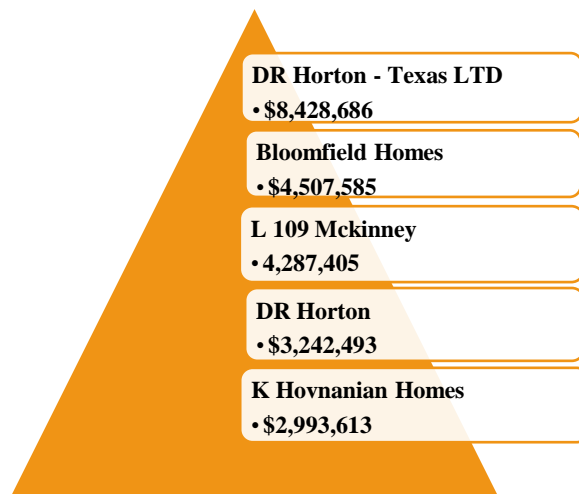 DR Horton - Texas LTD
• $8,428,686
Bloomfield Homes
• $4,507,585
L 109 Mckinney
• 4,287,405
DR Horton
• $3,242,493
K Hovnanian Homes
• $2,993,613